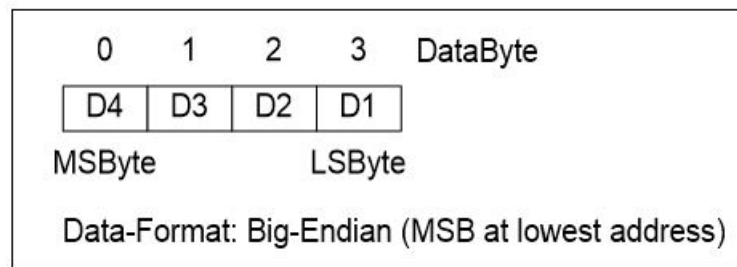 0 1 2 3 DataByte
D4 D3 D2 D1
MSByte LSByte
Data-Format: Big-Endian (MSB at lowest address)